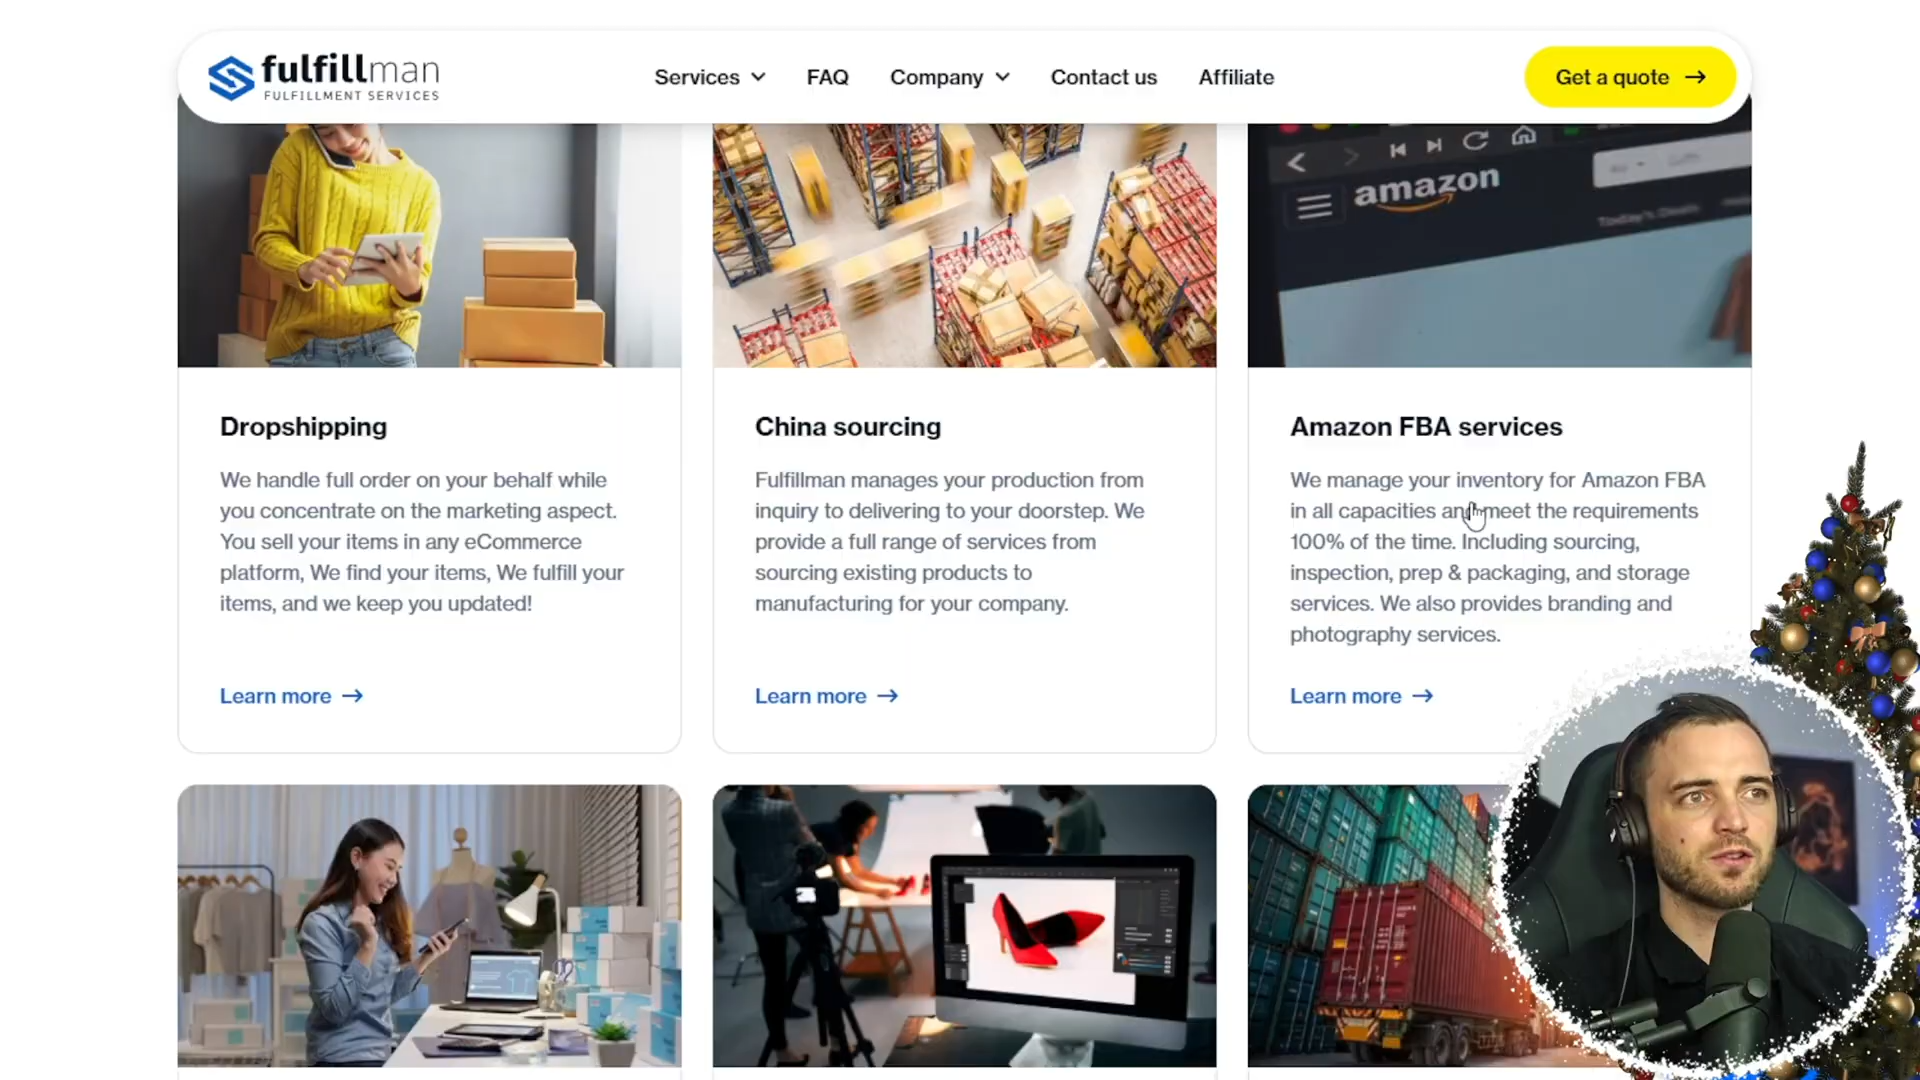 fulfillman
FULFILLMENT SERVICES
Services
FAQ
Company
Contact us
Affiliate
Get a quote
amazon
Dropshipping
We handle full order on your behalf while
you concentrate on the marketing aspect.
You sell your items in any eCommerce
platform, We find your items, We fulfill your
items, and we keep you updated!
Learn more
China sourcing
Fulfillman manages your production from
inquiry to delivering to your doorstep. We
provide a full range of services from
sourcing existing products to
manufacturing for your company.
Learn more
Amazon FBA services
We manage your inventory for Amazon FBA
in all capacities and meet the requirements
100% of the time. Including sourcing,
inspection, prep & packaging, and storage
services. We also provides branding and
photography services.
Learn more